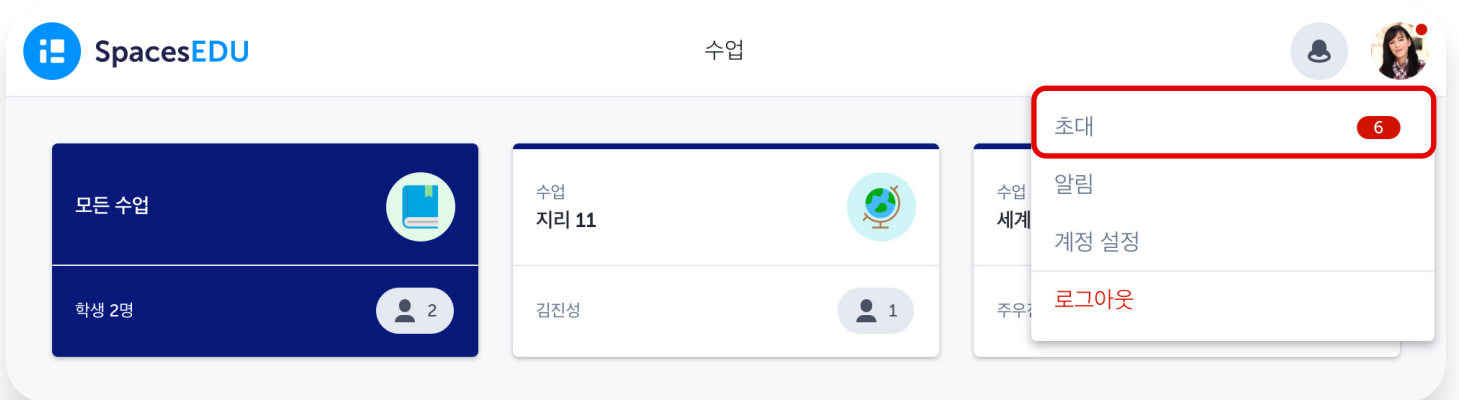 SpacesEDU
수업
초대
6
알림
계정 설정
로그아웃
모든 수업
학생 2명
2
수업
지리 11
김진성
1
수업
세계